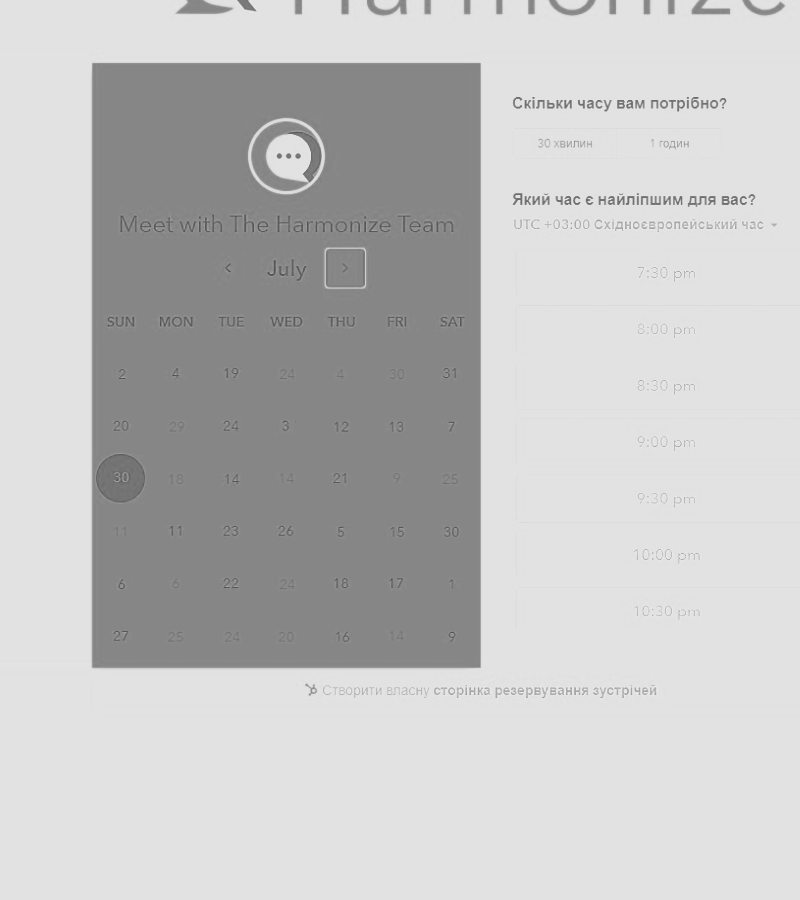 Harmonize
Meet with The Harmonize Team
July
SUN MON TUE WED THU FRI SAT
2 4 19 24 4 30 31
20 29 24 3 12 13 7
30 18 14 14 21 9 25
11 11 23 26 5 15 30
6 6 22 24 18 17 1
27 25 24 20 16 14 9
Скільки часу вам потрібно?
30 хвилин 1 годин
Який час є найліпшим для вас?
UTC +03:00 Східноєвропейський час
7:30 pm
8:00 pm
8:30 pm
9:00 pm
9:30 pm
10:00 pm
10:30 pm
Створити власну сторінка резервування зустрічей